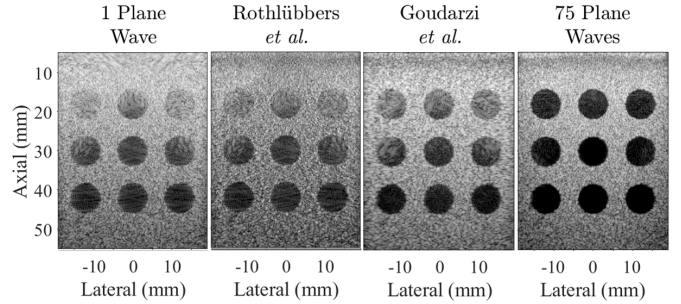 1 Plane Wave
Rothlübbers et al.
Goudarzi et al.
75 Plane Waves
Axial (mm)
10
20
30
40
50
-10 0 10
-10 0 10
-10 0 10
-10 0 10
Lateral (mm)
Lateral (mm)
Lateral (mm)
Lateral (mm)